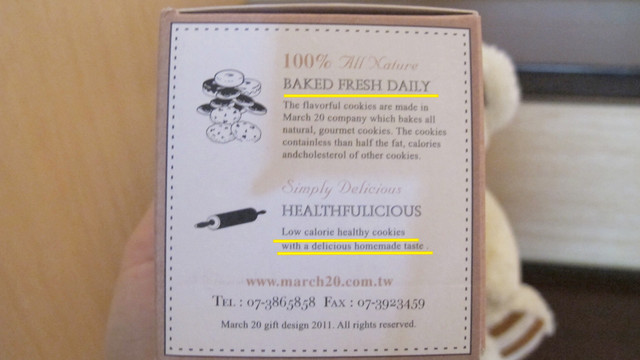 100% All Nature
BAKED FRESH DAILY
The flavorful cookies are made in
March 20 company which bakes all
natural, gourmet cookies. The cookies
containless than half the fat, calories
andcholesterol of other cookies.
Simply Delicious
HEALTHFULICIOUS
Low calorie healthy cookies
with a delicious homemade taste .
www.march20.com.tw
TEL : 07-3865858 FAX : 07-3923459
March 20 gift design 2011. All rights reserved.